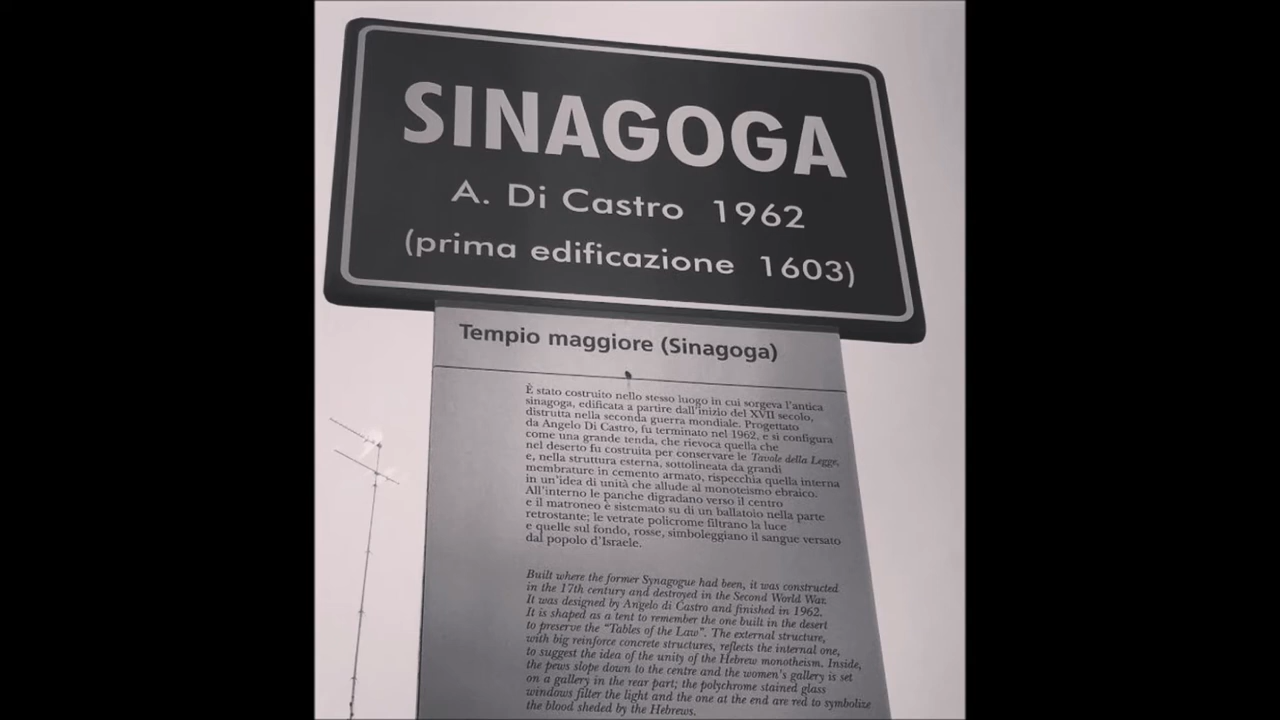 SINAGOGA
A. Di Castro 1962
(prima edificazione 1603)
Tempio maggiore (Sinagoga)
È stato costruito nello stesso luogo in cui sorgeva l'antica
sinagoga, edificata a partire dall'inizio del XVII secolo,
distrutta nella seconda guerra mondiale. Progettato
da Angelo Di Castro, fu terminato nel 1962, e si configura
come una grande tenda, che rievoca quella che
nel deserto fu costruita per conservare le Tavole della Legge,
e, nella struttura esterna, sottolineata da grandi
membrature in cemento armato, rispecchia quella interna
in un'idea di unità che allude al monoteismo ebraico.
All'interno le panche digradano verso il centro
e il matroneo è sistemato su di un ballatoio nella parte
retrostante; le vetrate policrome filtrano la luce
e quelle sul fondo, rosse, simboleggiano il sangue versato
dal popolo d'Israele.
Built where the former Synagogue had been, it was constructed
in the 17th century and destroyed in the Second World War.
It was designed by Angelo di Castro and finished in 1962.
It is shaped as a tent to remember the one built in the desert
to preserve the "Tables of the Law". The external structure,
with big reinforce concrete structures, reflects the internal one,
to suggest the idea of the unity of the Hebrew monotheism. Inside,
the pews slope down to the centre and the women's gallery is set
on a gallery in the rear part; the polychrome stained glass
windows filter the light and the one at the end are red to symbolize
the blood sheded by the Hebrews.